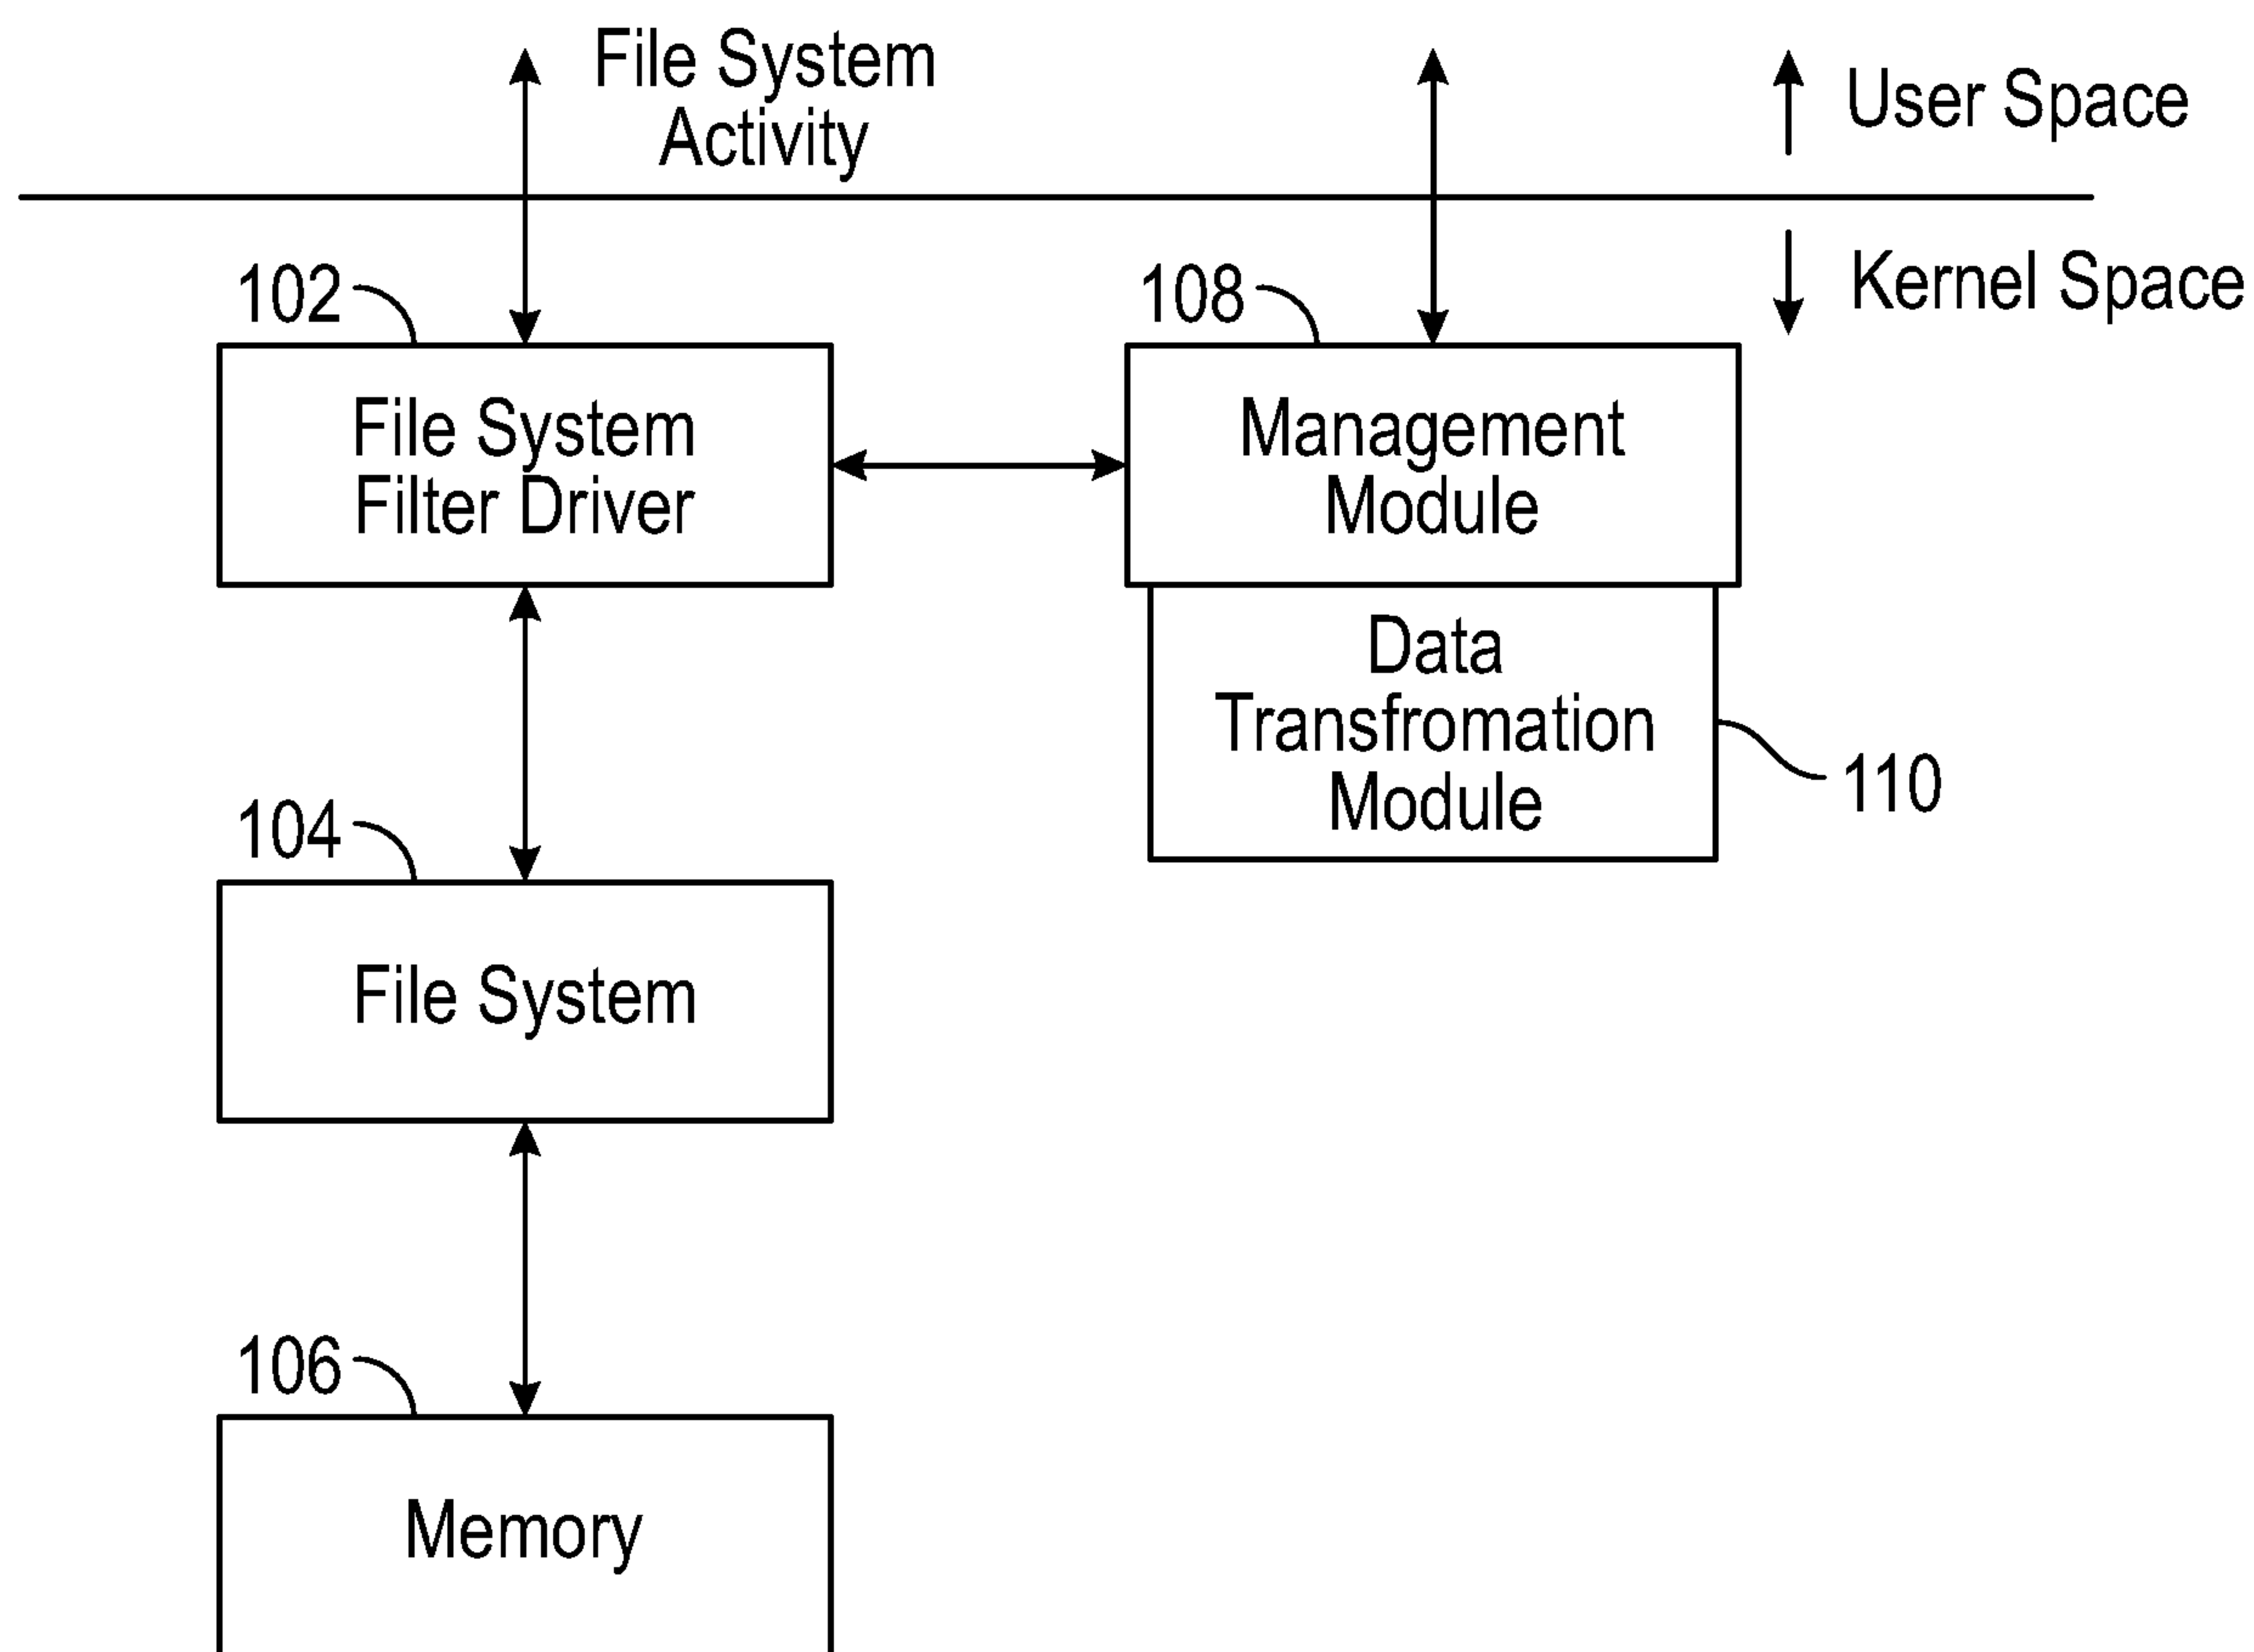 File System
Activity
User Space
Kernel Space
102
108
File System
Filter Driver
Management
Module
Data
Transfromation
Module
110
104
File System
106
Memory